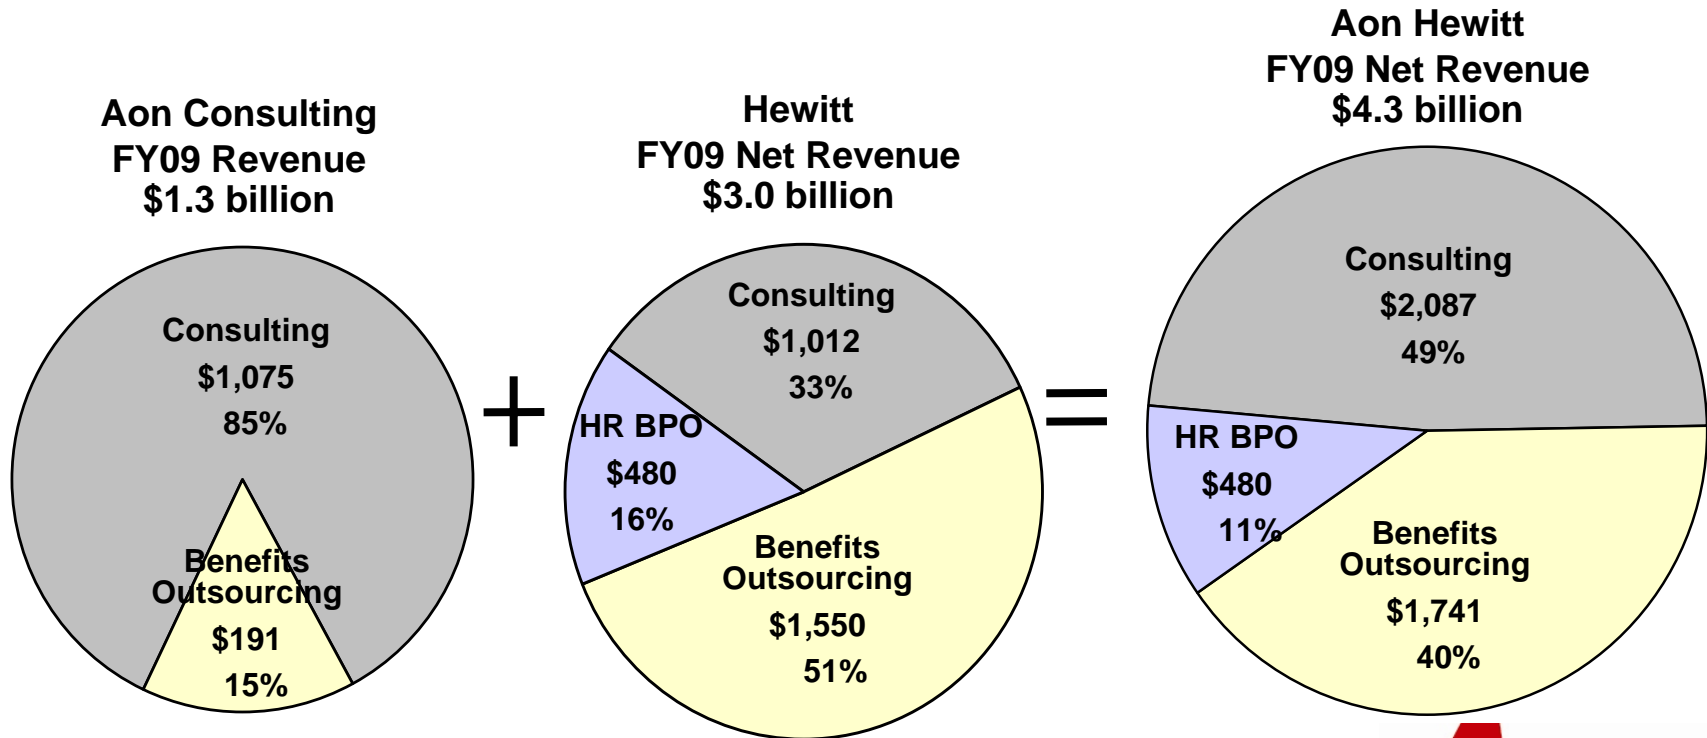 Aon Consulting
FY09 Revenue
$1.3 billion
Consulting
$1,075
85%
Benefits
Outsourcing
$191
15%
+
Hewitt
FY09 Net Revenue
$3.0 billion
Consulting
$1,012
33%
HR BPO
$480
16%
Benefits
Outsourcing
$1,550
51%
=
Aon Hewitt
FY09 Net Revenue
$4.3 billion
Consulting
$2,087
49%
HR BPO
$480
11%
Benefits
Outsourcing
$1,741
40%